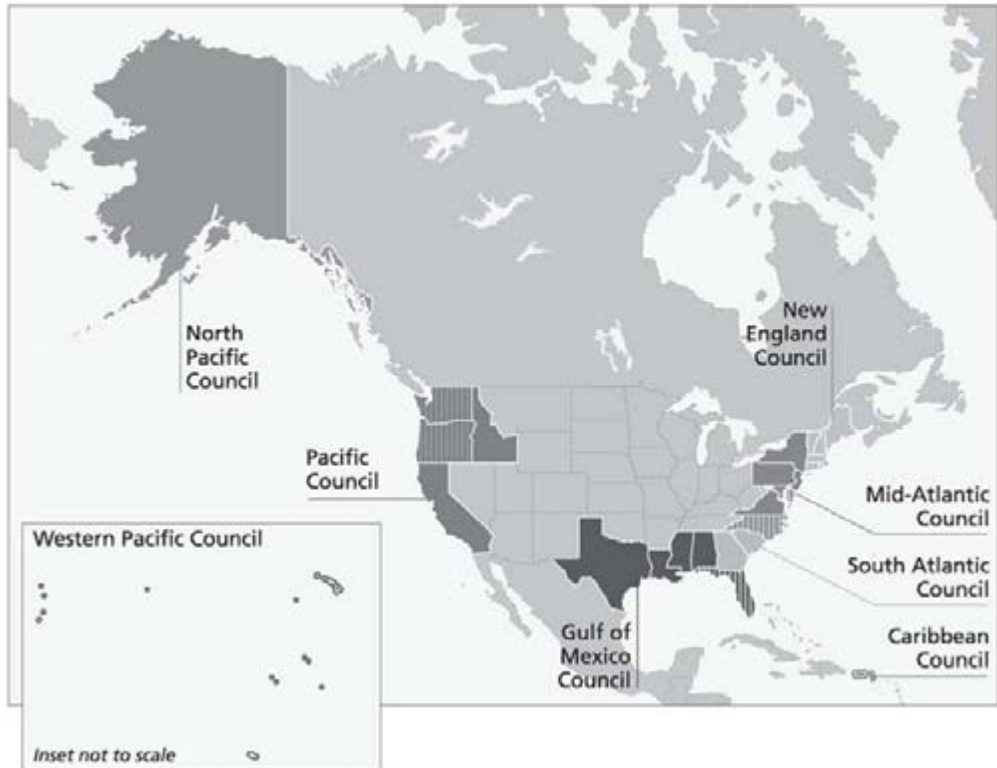 New
England
Council
North
Pacific
Council
Pacific
Council
Mid-Atlantic
Council
Western Pacific Council
South Atlantic
Council
Gulf of
Mexico
Council
Caribbean
Council
Inset not to scale